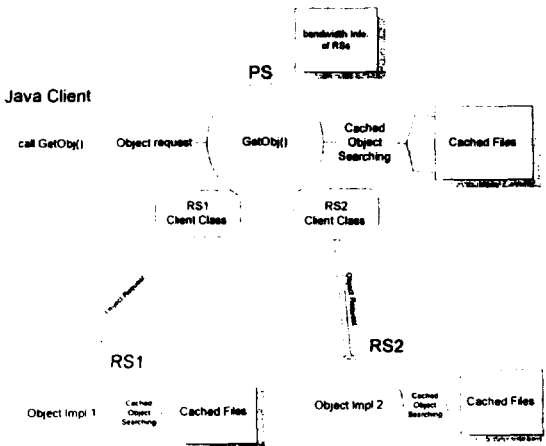 bandwidth Info.
of RSs
PS
Java Client
call GetObj()
Object request
GetObj()
Cached
Object
Searching
Cached Files
RS1
Client Class
RS2
Client Class
Object Request
Object Request
RS1
RS2
Object Impl 1
Cached
Object
Searching
Cached Files
Object Impl 2
Cached
Object
Searching
Cached Files